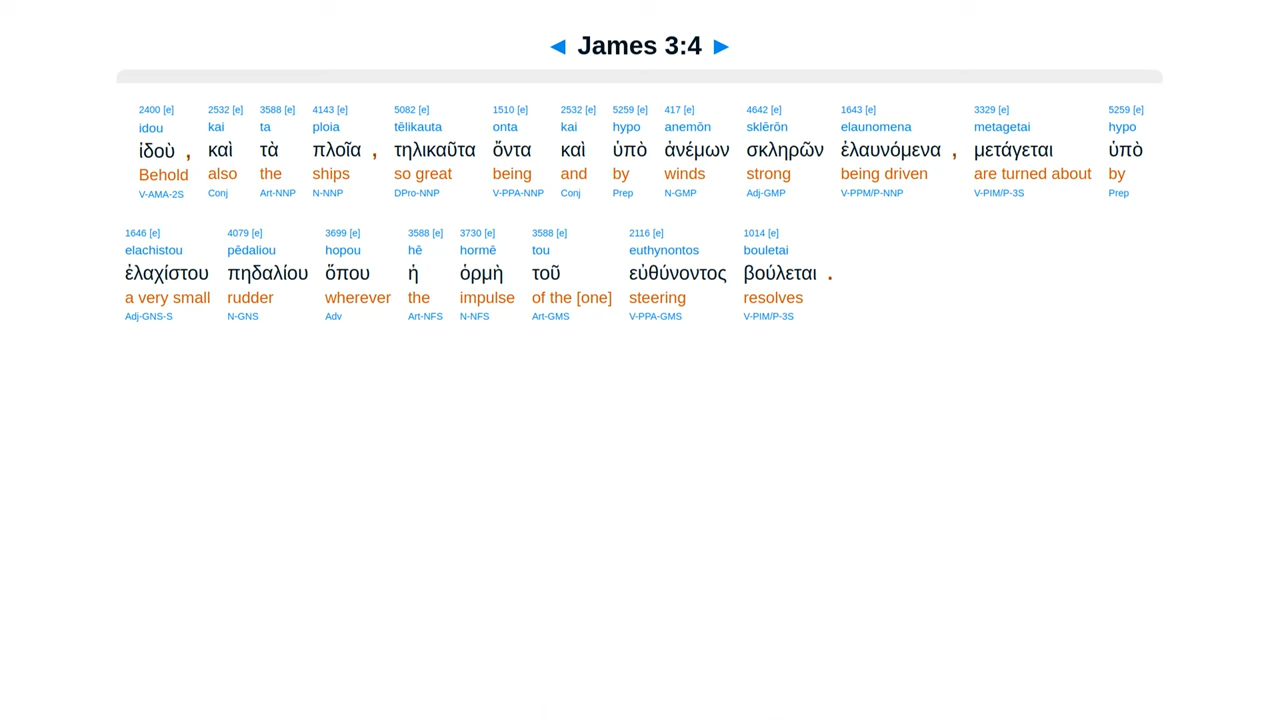 ◄ James 3:4 ►
2400 [e] 2532 [e] 3588 [e] 4143 [e] 5082 [e] 1510 [e] 2532 [e] 5259 [e] 417 [e] 4642 [e] 1643 [e] 3329 [e] 5259 [e]
idou kai ta ploia tēlikauta onta kai hypo anemōn sklērōn elaunomena metagetai hypo
ἰδοὺ , καὶ τὰ πλοῖα , τηλικαῦτα ὄντα καὶ ὑπὸ ἀνέμων σκληρῶν ἐλαυνόμενα , μετάγεται ὑπὸ
Behold also the ships so great being and by winds strong being driven are turned about by
V-AMA-2S Conj Art-NNP N-NNP DPro-NNP V-PPA-NNP Conj Prep N-GMP Adj-GMP V-PPM/P-NNP V-PIM/P-3S Prep
1646 [e] 4079 [e] 3699 [e] 3588 [e] 3730 [e] 3588 [e] 2116 [e] 1014 [e]
elachistou pēdaliou hopou hē hormē tou euthynontos bouletai
ἐλαχίστου πηδαλίου ὅπου ἡ ὁρμὴ τοῦ εὐθύνοντος βούλεται .
a very small rudder wherever the impulse of the [one] steering resolves
Adj-GNS-S N-GNS Adv Art-NFS N-NFS Art-GMS V-PPA-GMS V-PIM/P-3S